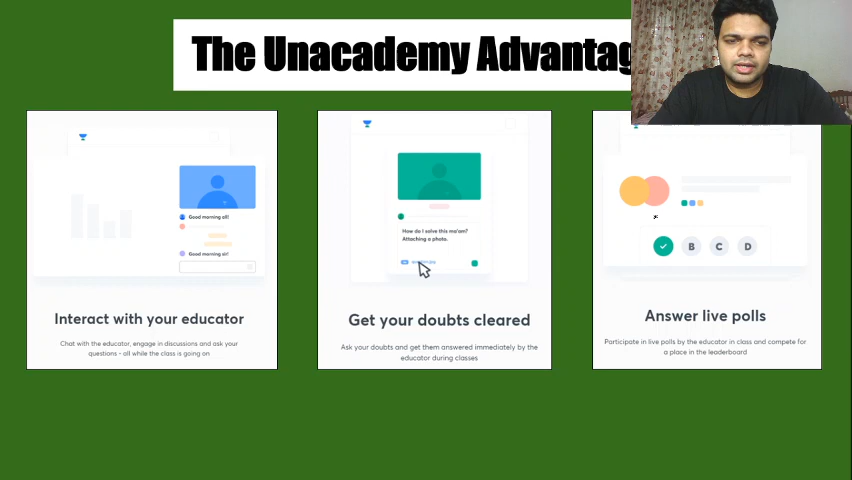 The Unacademy Advantag
Good morning all!
Good morning sir!
Interact with your educator
Chat with the educator, engage in discussions and ask your
questions - all while the class is going on
How do I solve this ma'am?
Attaching a photo.
Get your doubts cleared
Ask your doubts and get them answered immediately by the
educator during classes
B C D
Answer live polls
Participate in live polls by the educator in class and compete for
a place in the leaderboard